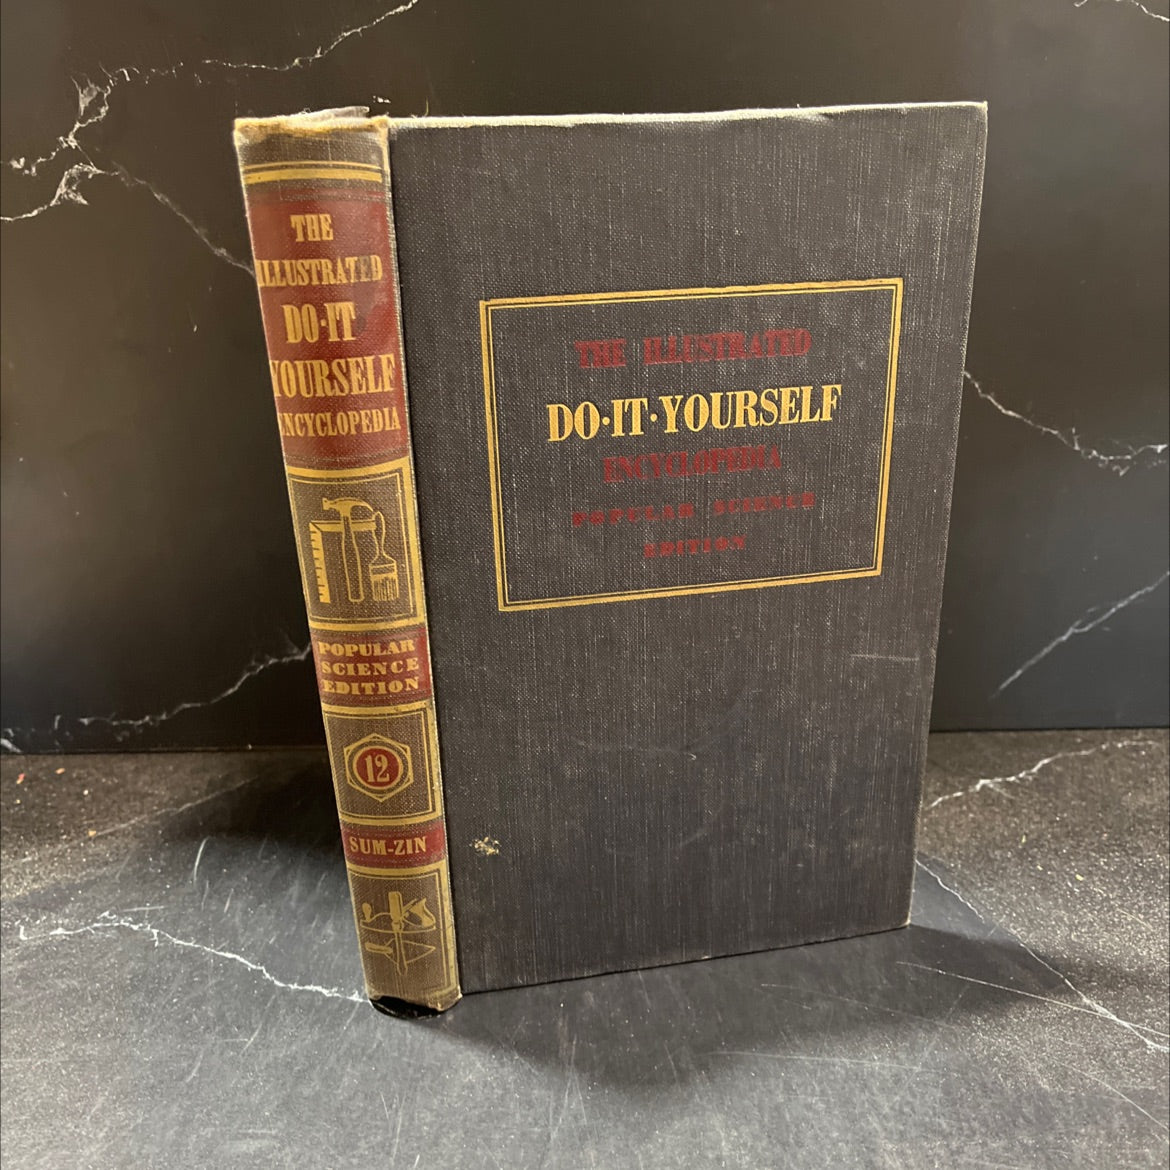 THE
ILLUSTRATED
DO·IT
YOURSELF
ENCYCLOPEDIA
POPULAR
SCIENCE
EDITION
12
SUM-ZIN
THE ILLUSTRATED
DO·IT·YOURSELF
ENCYCLOPEDIA
POPULAR SCIENCE
EDITION